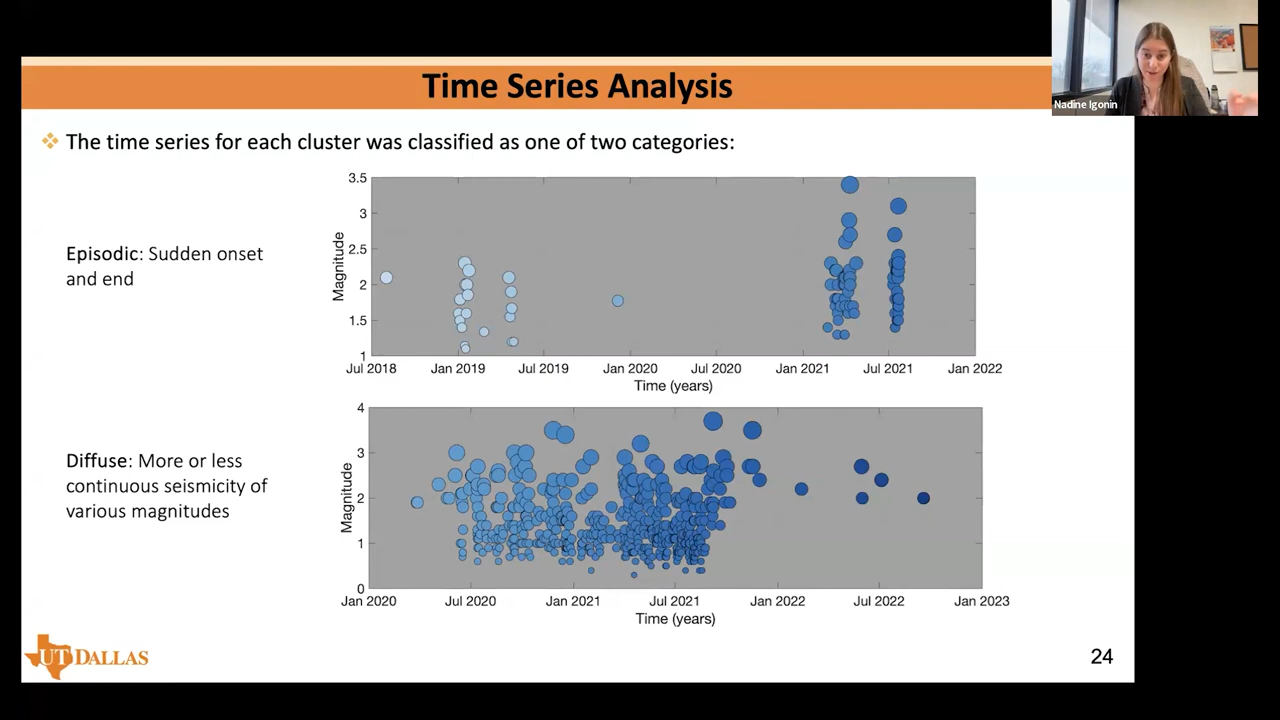 Time Series Analysis
Nadine Igonin
The time series for each cluster was classified as one of two categories:
Episodic: Sudden onset
and end
Magnitude
3.5
3
2.5
2
1.5
1
Jul 2018 Jan 2019 Jul 2019 Jan 2020 Jul 2020 Jan 2021 Jul 2021 Jan 2022
Time (years)
Diffuse: More or less
continuous seismicity of
various magnitudes
Magnitude
4
3
2
1
0
Jan 2020 Jul 2020 Jan 2021 Jul 2021 Jan 2022 Jul 2022 Jan 2023
Time (years)
UT DALLAS
24